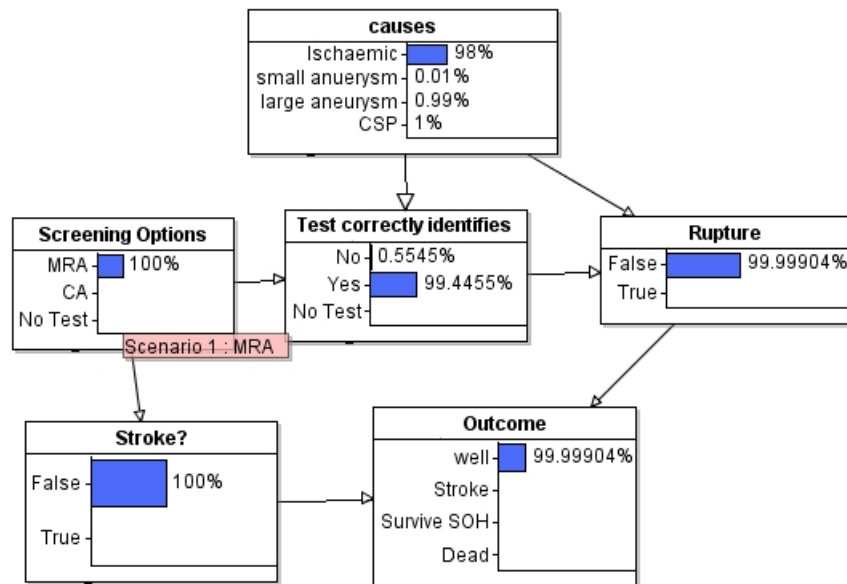 causes
Ischaemic 98%
small anuerysm 0.01%
large aneurysm 0.99%
CSP 1%
Screening Options
MRA 100%
CA
No Test
Scenario 1 : MRA
Test correctly identifies
No 0.5545%
Yes 99.4455%
No Test
Rupture
False 99.99904%
True
Stroke?
False 100%
True
Outcome
well 99.99904%
Stroke
Survive SOH
Dead